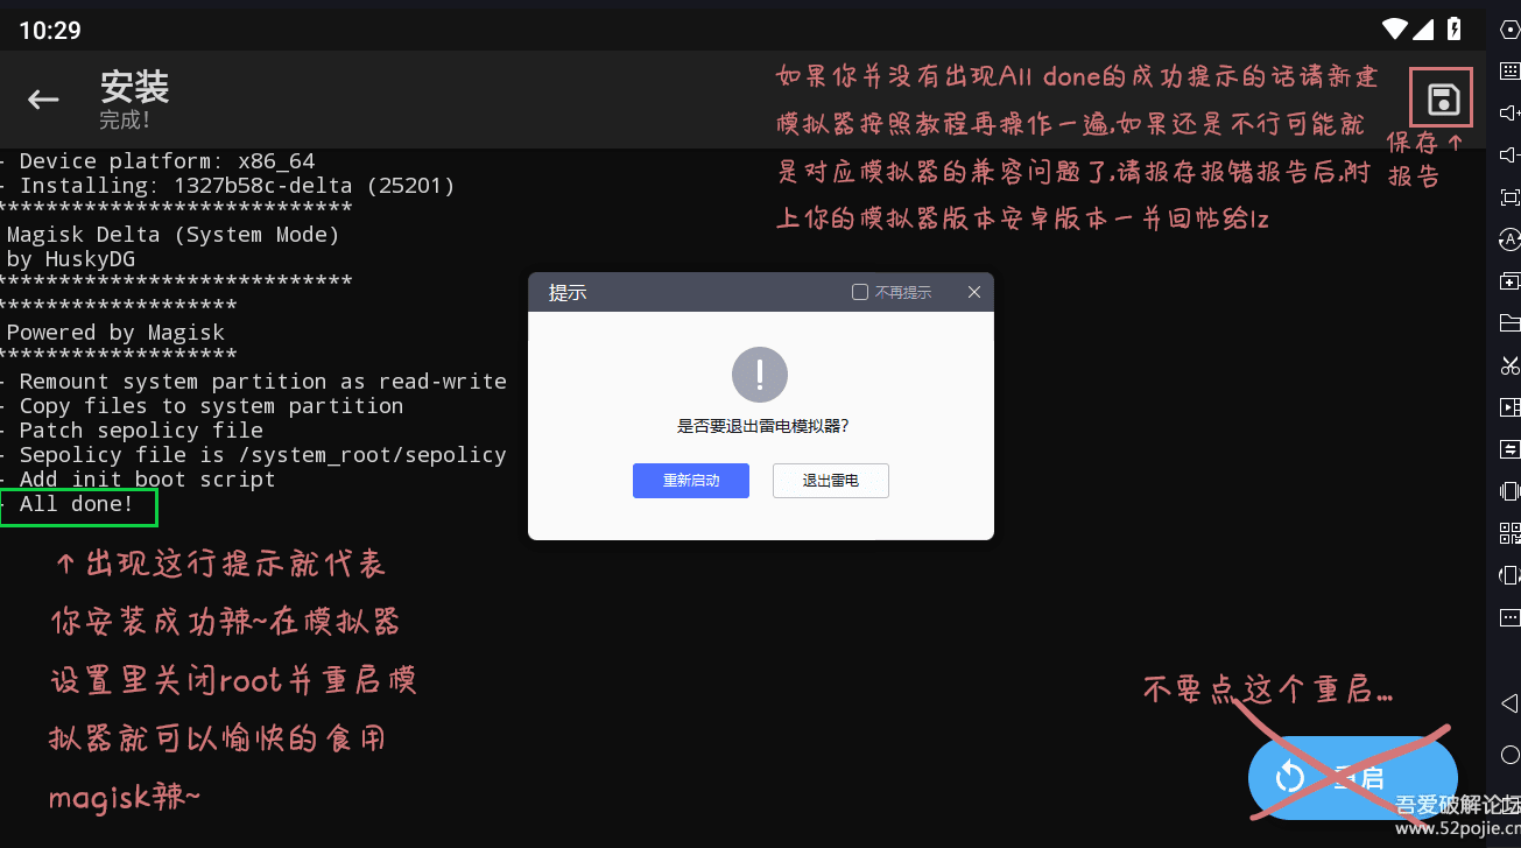 10:29
安装
完成!
如果你并没有出现All done的成功提示的话请新建
模拟器按照教程再操作一遍,如果还是不行可能就
是对应模拟器的兼容问题了,请报存报错报告后,附
上你的模拟器版本安卓版本一并回帖给lz
保存↑
报告
- Device platform: x86_64
- Installing: 1327b58c-delta (25201)
****************************
Magisk Delta (System Mode)
by HuskyDG
****************************
*******************
Powered by Magisk
*******************
- Remount system partition as read-write
- Copy files to system partition
- Patch sepolicy file
- Sepolicy file is /system_root/sepolicy
- Add init boot script
- All done!
提示
不再提示
是否要退出雷电模拟器?
重新启动
退出雷电
↑出现这行提示就代表
你安装成功辣~在模拟器
设置里关闭root并重启模
拟器就可以愉快的食用
magisk辣~
不要点这个重启...
重启
吾爱破解论坛
www.52pojie.cn